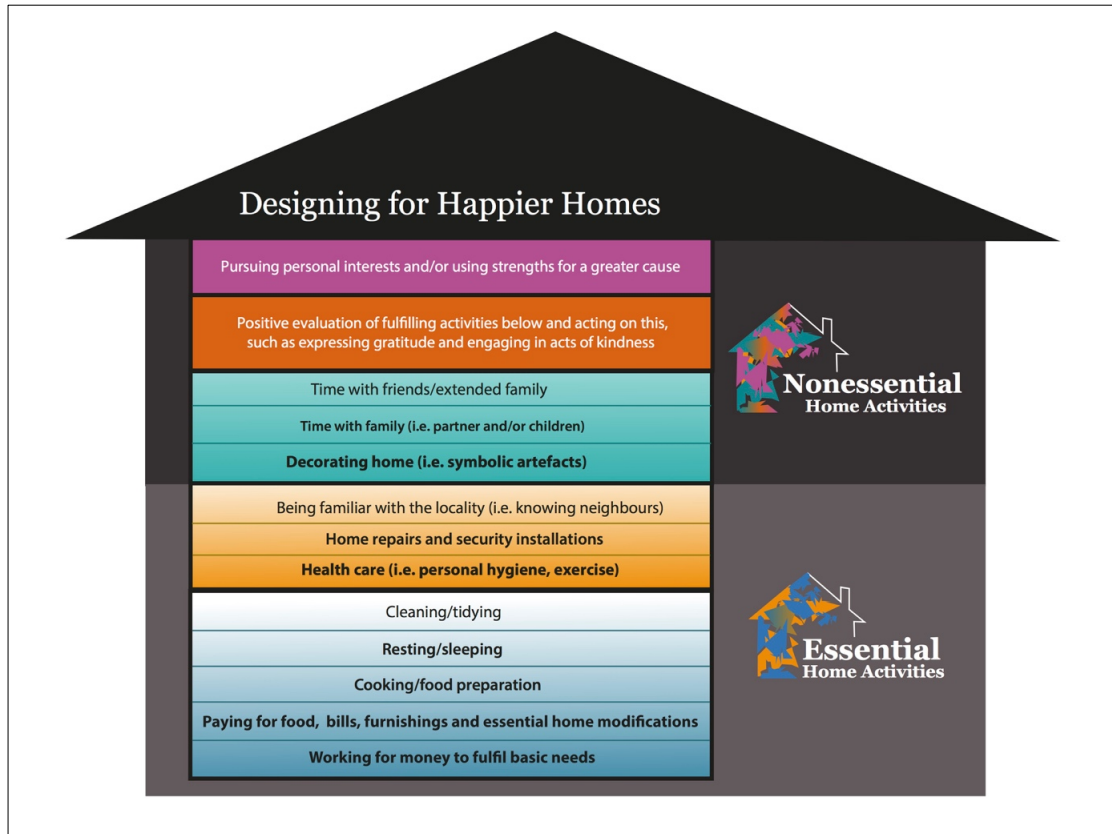 Designing for Happier Homes
Pursuing personal interests and/or using strengths for a greater cause
Positive evaluation of fulfilling activities below and acting on this,
such as expressing gratitude and engaging in acts of kindness
Time with friends/extended family
Time with family (i.e. partner and/or children)
Decorating home (i.e. symbolic artefacts)
Nonessential
Home Activities
Being familiar with the locality (i.e. knowing neighbours)
Home repairs and security installations
Health care (i.e. personal hygiene, exercise)
Cleaning/tidying
Resting/sleeping
Cooking/food preparation
Paying for food, bills, furnishings and essential home modifications
Working for money to fulfil basic needs
Essential
Home Activities